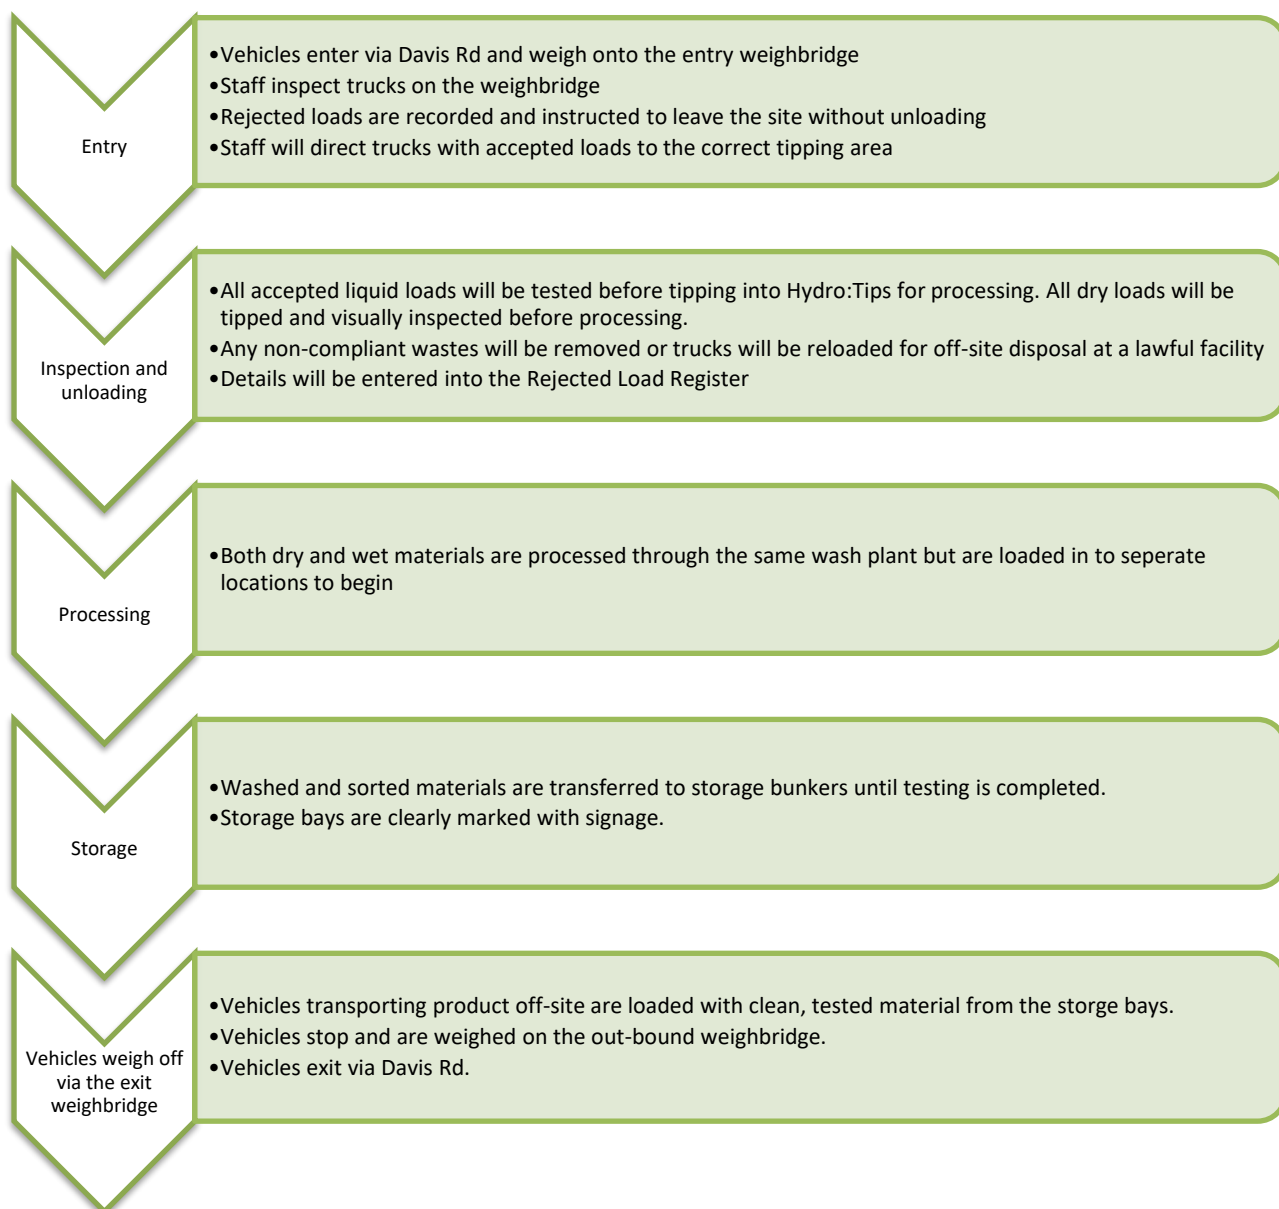 Entry
•Vehicles enter via Davis Rd and weigh onto the entry weighbridge
•Staff inspect trucks on the weighbridge
•Rejected loads are recorded and instructed to leave the site without unloading
•Staff will direct trucks with accepted loads to the correct tipping area
Inspection and
unloading
•All accepted liquid loads will be tested before tipping into Hydro:Tips for processing. All dry loads will be
tipped and visually inspected before processing.
•Any non-compliant wastes will be removed or trucks will be reloaded for off-site disposal at a lawful facility
•Details will be entered into the Rejected Load Register
Processing
•Both dry and wet materials are processed through the same wash plant but are loaded in to seperate
locations to begin
Storage
•Washed and sorted materials are transferred to storage bunkers until testing is completed.
•Storage bays are clearly marked with signage.
Vehicles weigh off
via the exit
weighbridge
•Vehicles transporting product off-site are loaded with clean, tested material from the storge bays.
•Vehicles stop and are weighed on the out-bound weighbridge.
•Vehicles exit via Davis Rd.